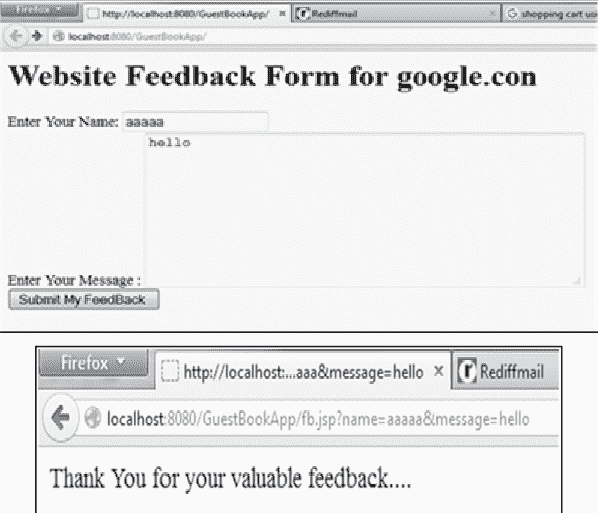 Firefox
http://localhost:8080/GuestBookApp/ × Rediffmail × G shopping cart us
localhost:8080/GuestBookApp/
Website Feedback Form for google.con
Enter Your Name: aaaaa
hello
Enter Your Message :
Submit My FeedBack
Firefox
http://localhost:...aaa&message=hello × r Rediffmail
localhost:8080/GuestBookApp/fb.jsp?name=aaaaa&message=hello
Thank You for your valuable feedback....